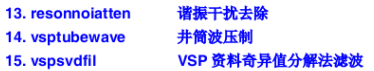 13. resonnoiatten 谐振干扰去除
14. vsptubewave 井筒波压制
15. vspsvdfil VSP 资料奇异值分解法滤波